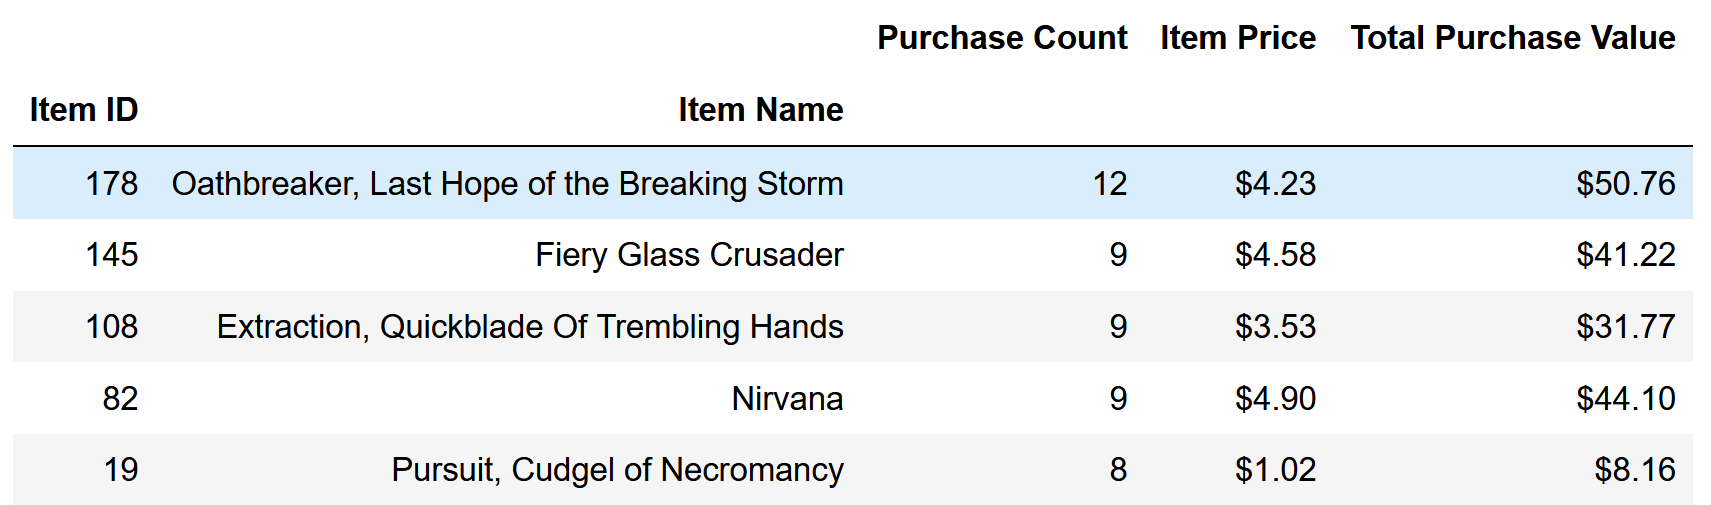 Purchase Count Item Price Total Purchase Value
Item ID Item Name
178 Oathbreaker, Last Hope of the Breaking Storm 12 $4.23 $50.76
145 Fiery Glass Crusader 9 $4.58 $41.22
108 Extraction, Quickblade Of Trembling Hands 9 $3.53 $31.77
82 Nirvana 9 $4.90 $44.10
19 Pursuit, Cudgel of Necromancy 8 $1.02 $8.16